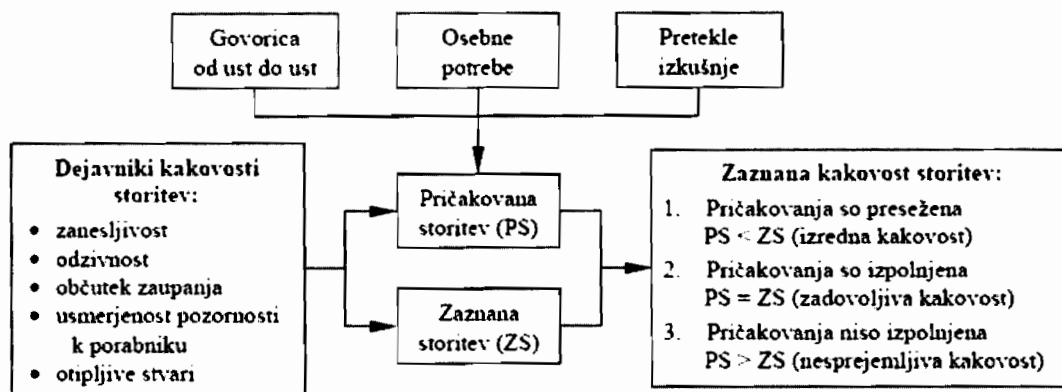 Govorica
od ust do ust
Osebne
potrebe
Pretekle
izkušnje
Dejavniki kakovosti
storitev:
• zanesljivost
• odzivnost
• občutek zaupanja
• usmerjenost pozornosti
k porabniku
• otipljive stvari
Pričakovana
storitev (PS)
Zaznana
storitev (ZS)
Zaznana kakovost storitev:
1. Pričakovanja so presežena
PS < ZS (izredna kakovost)
2. Pričakovanja so izpolnjena
PS = ZS (zadovoljiva kakovost)
3. Pričakovanja niso izpolnjena
PS > ZS (nesprejemljiva kakovost)